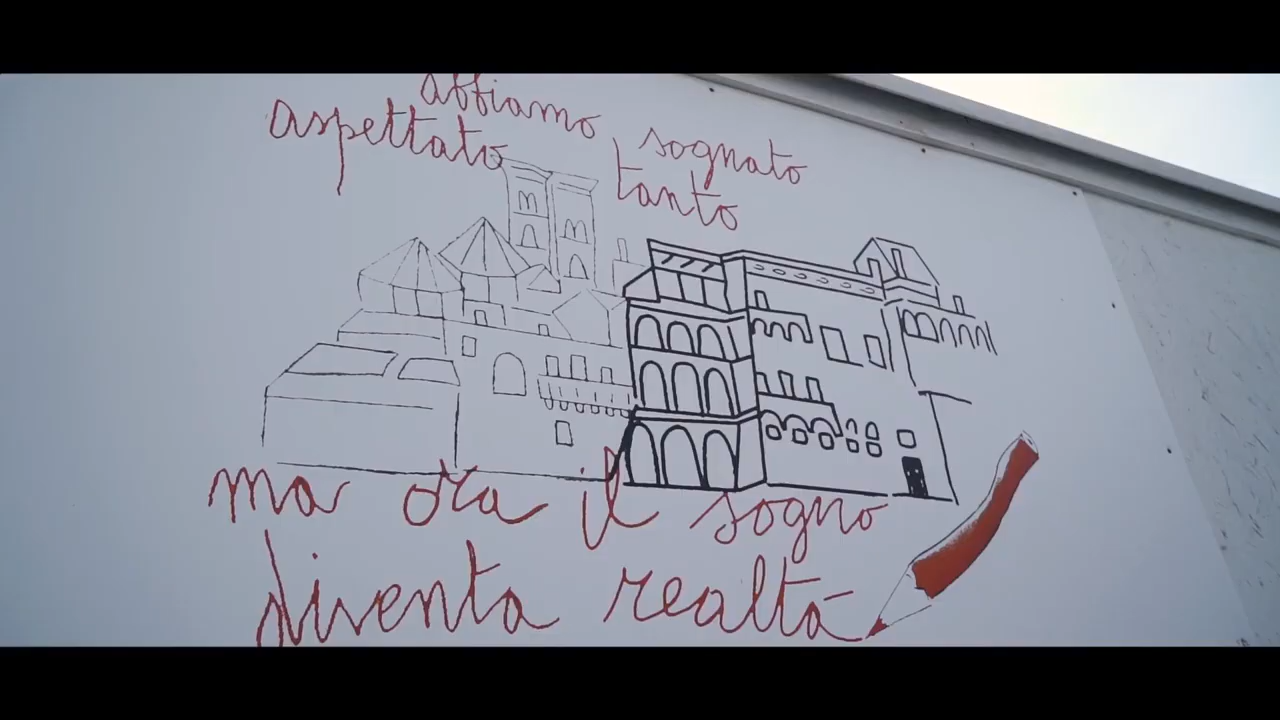 abbiamo sognato
aspettato tanto
ma ora il sogno
diventa realtà